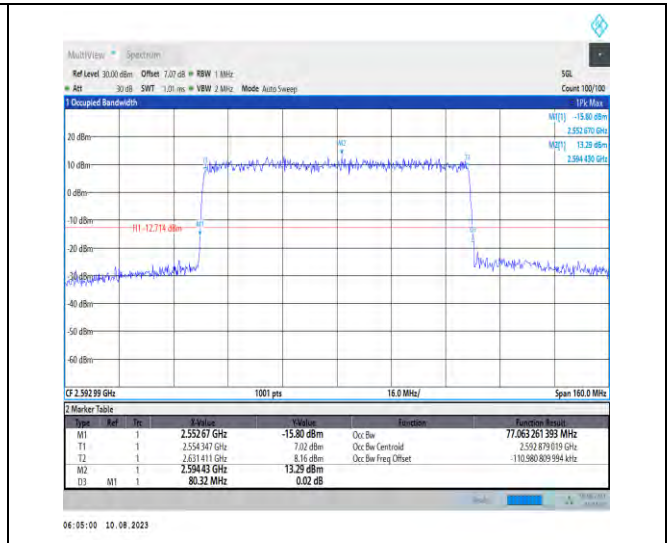 MultiView Spectrum
Ref Level 30.00 dBm Offset 7.07 dB RBW 1 MHz SGL
Att 30 dB SWT 1.01 ms VBW 2 MHz Mode Auto Sweep Count 100/100
1 Occupied Bandwidth 1Pk Max
M1[1] -15.80 dBm
2.552 670 GHz
M2[1] 13.29 dBm
2.594 430 GHz
20 dBm
M2
10 dBm
T1
T2
0 dBm
-10 dBm
H1 -12.714 dBm
M1
-20 dBm
-30 dBm
-40 dBm
-50 dBm
-60 dBm
CF 2.592 99 GHz 1001 pts 16.0 MHz/ Span 160.0 MHz
2 Marker Table
Type Ref Trc X-Value Y-Value Function Function Result
M1 1 2.552 67 GHz -15.80 dBm Occ Bw 77.063 261 393 MHz
T1 1 2.554 347 GHz 7.02 dBm Occ Bw Centroid 2.592 879 019 GHz
T2 1 2.631 411 GHz 8.16 dBm Occ Bw Freq Offset -110.980 809 994 kHz
M2 1 2.594 43 GHz 13.29 dBm
D3 M1 1 80.32 MHz 0.02 dB
06:05:00 10.08.2023